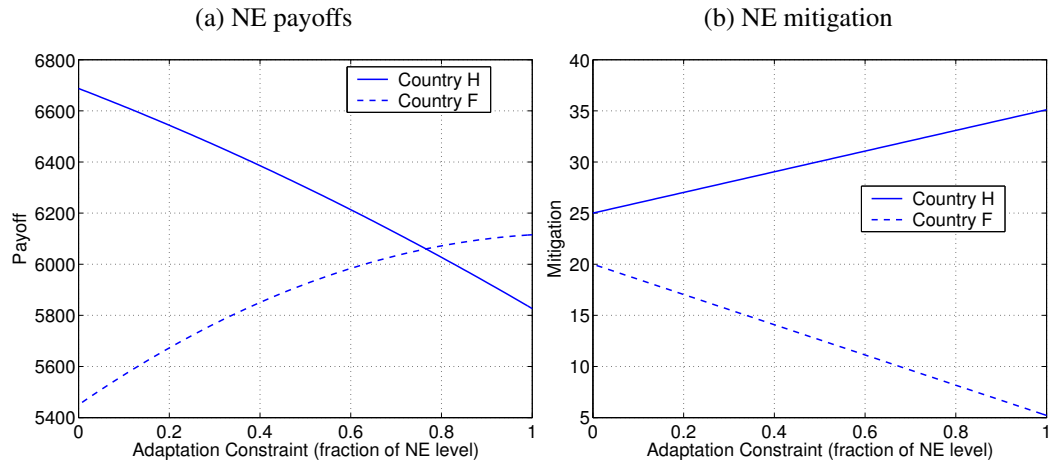 (a) NE payoffs
6800
6600
6400
6200
6000
5800
5600
5400
Payoff
Country H
Country F
0
0.2
0.4
0.6
0.8
1
Adaptation Constraint (fraction of NE level)
(b) NE mitigation
40
35
30
25
20
15
10
5
Mitigation
Country H
Country F
0
0.2
0.4
0.6
0.8
1
Adaptation Constraint (fraction of NE level)